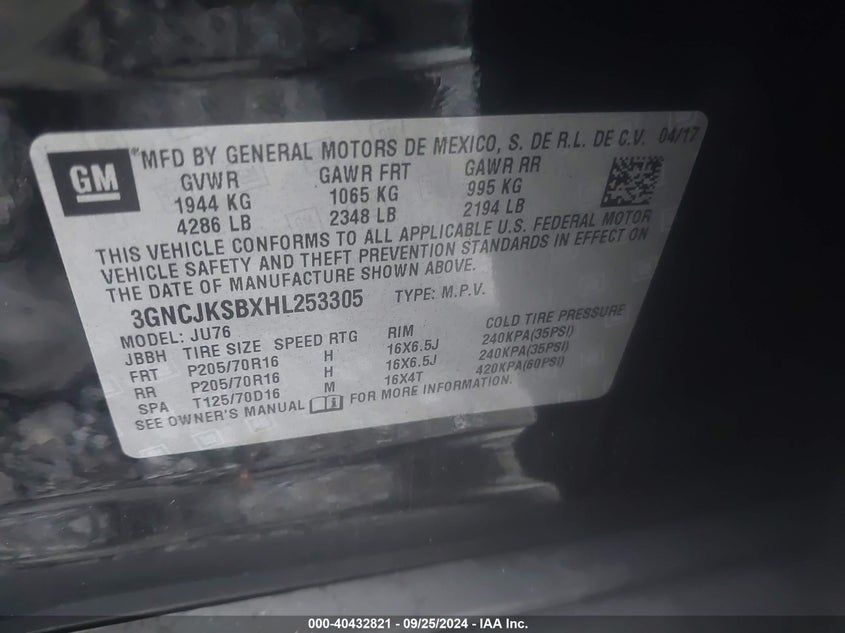 GM
*MFD BY GENERAL MOTORS DE MEXICO, S. DE R.L. DE C.V. 04/17
GVWR GAWR FRT GAWR RR
1944 KG 1065 KG 995 KG
4286 LB 2348 LB 2194 LB
THIS VEHICLE CONFORMS TO ALL APPLICABLE U.S. FEDERAL MOTOR
VEHICLE SAFETY AND THEFT PREVENTION STANDARDS IN EFFECT ON
THE DATE OF MANUFACTURE SHOWN ABOVE.
3GNCJKSBXHL253305 TYPE: M.P.V.
MODEL: JU76
JBBH TIRE SIZE SPEED RTG RIM COLD TIRE PRESSURE
FRT P205/70R16 H 16X6.5J 240KPA(35PSI)
RR P205/70R16 H 16X6.5J 240KPA(35PSI)
SPA T125/70D16 M 16X4T 420KPA(60PSI)
SEE OWNER'S MANUAL FOR MORE INFORMATION.
000-40432821 - 09/25/2024 - IAA Inc.